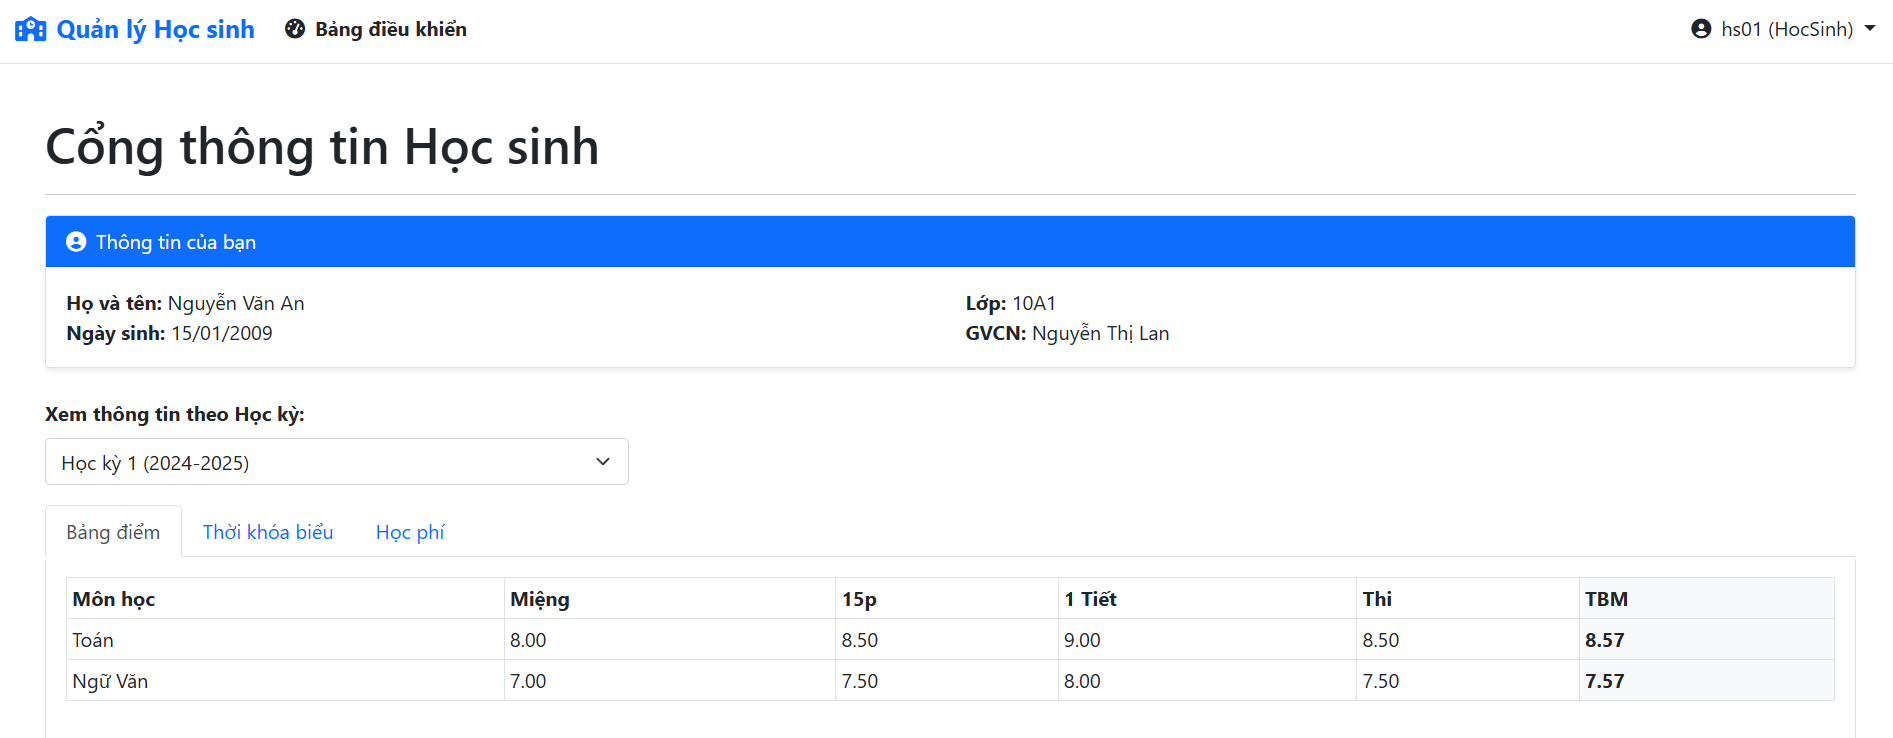 Quản lý Học sinh Bảng điều khiển hs01 (HocSinh)
Cổng thông tin Học sinh
Thông tin của bạn
Họ và tên: Nguyễn Văn An Lớp: 10A1
Ngày sinh: 15/01/2009 GVCN: Nguyễn Thị Lan
Xem thông tin theo Học kỳ:
Học kỳ 1 (2024-2025)
Bảng điểm Thời khóa biểu Học phí
Môn học Miệng 15p 1 Tiết Thi TBM
Toán 8.00 8.50 9.00 8.50 8.57
Ngữ Văn 7.00 7.50 8.00 7.50 7.57